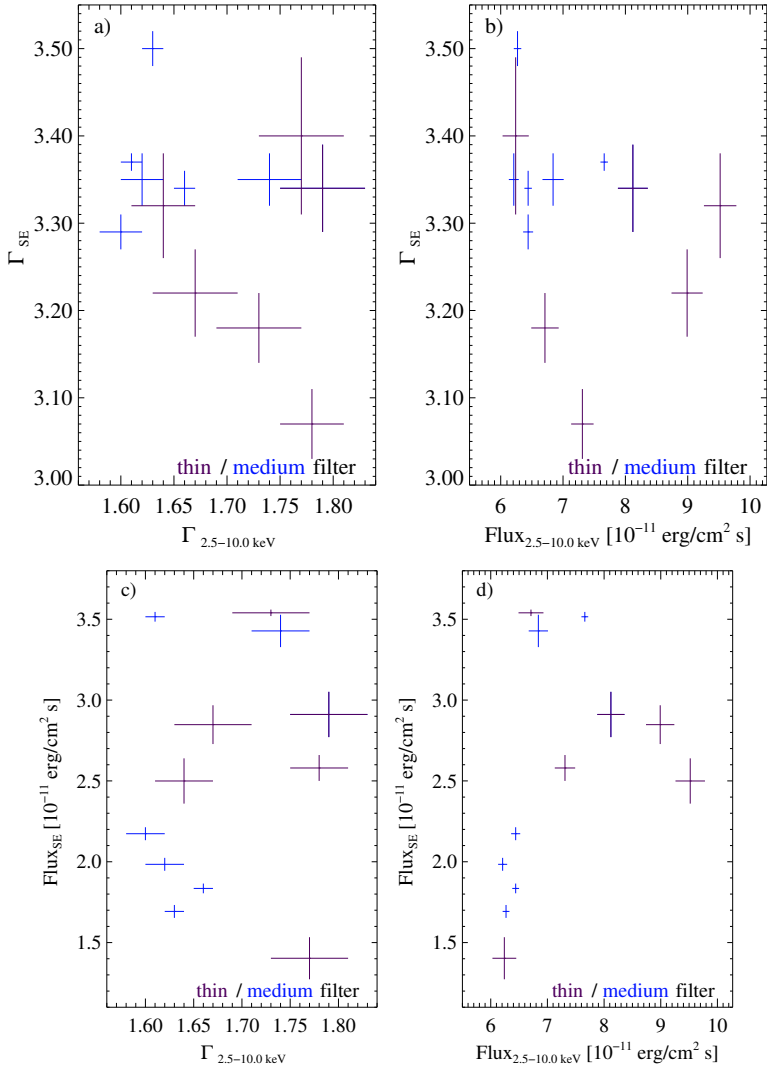 a)
3.50
3.40
3.30
3.20
3.10
3.00
Γ SE
thin / medium filter
1.60 1.65 1.70 1.75 1.80
Γ 2.5−10.0 keV
b)
3.50
3.40
3.30
3.20
3.10
3.00
Γ SE
thin / medium filter
6 7 8 9 10
Flux2.5−10.0 keV [10−11 erg/cm2 s]
c)
3.5
3.0
2.5
2.0
1.5
FluxSE [10−11 erg/cm2 s]
thin / medium filter
1.60 1.65 1.70 1.75 1.80
Γ 2.5−10.0 keV
d)
3.5
3.0
2.5
2.0
1.5
FluxSE [10−11 erg/cm2 s]
thin / medium filter
6 7 8 9 10
Flux2.5−10.0 keV [10−11 erg/cm2 s]